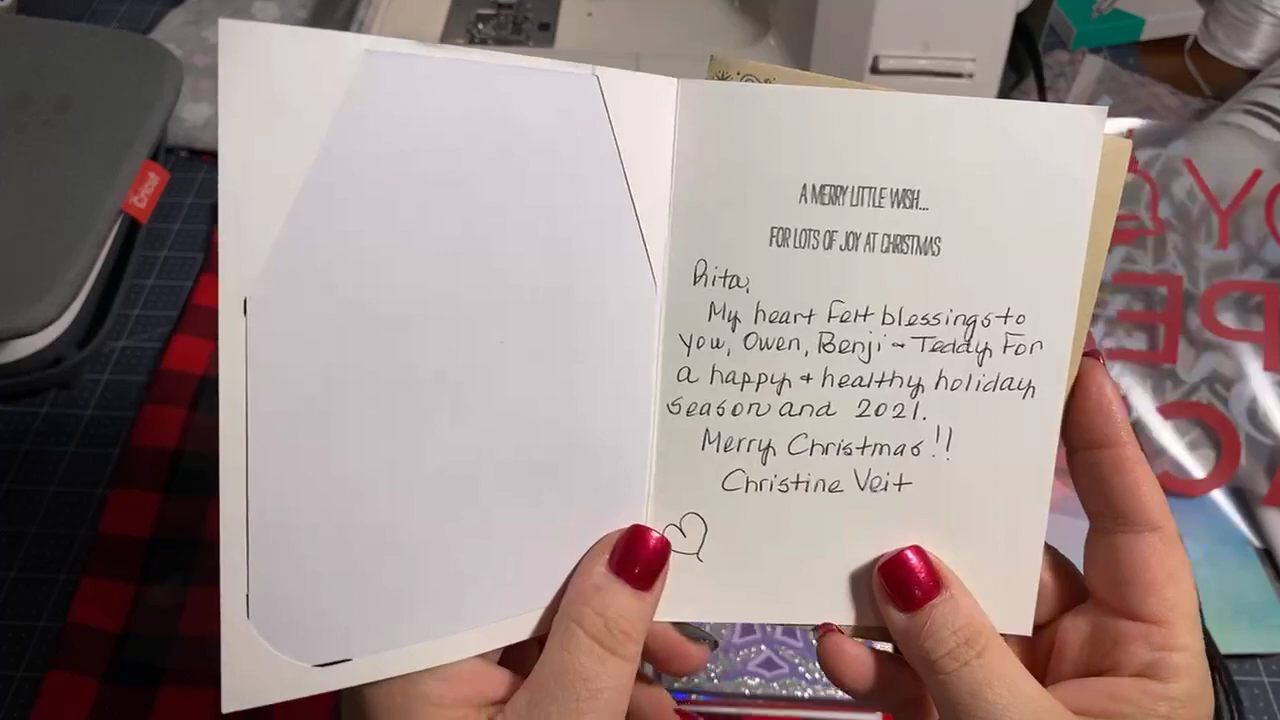 A MERRY LITTLE WISH...
FOR LOTS OF JOY AT CHRISTMAS
Rita,
My heart felt blessings to
you, Owen, Benji + Teddy For
a happy + healthy holiday
season and 2021.
Merry Christmas!!
Christine Veit
Cricut